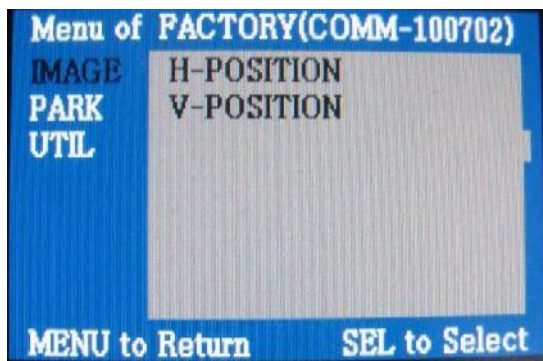 Menu of FACTORY(COMM-100702)
IMAGE H-POSITION
PARK V-POSITION
UTIL
MENU to Return SEL to Select